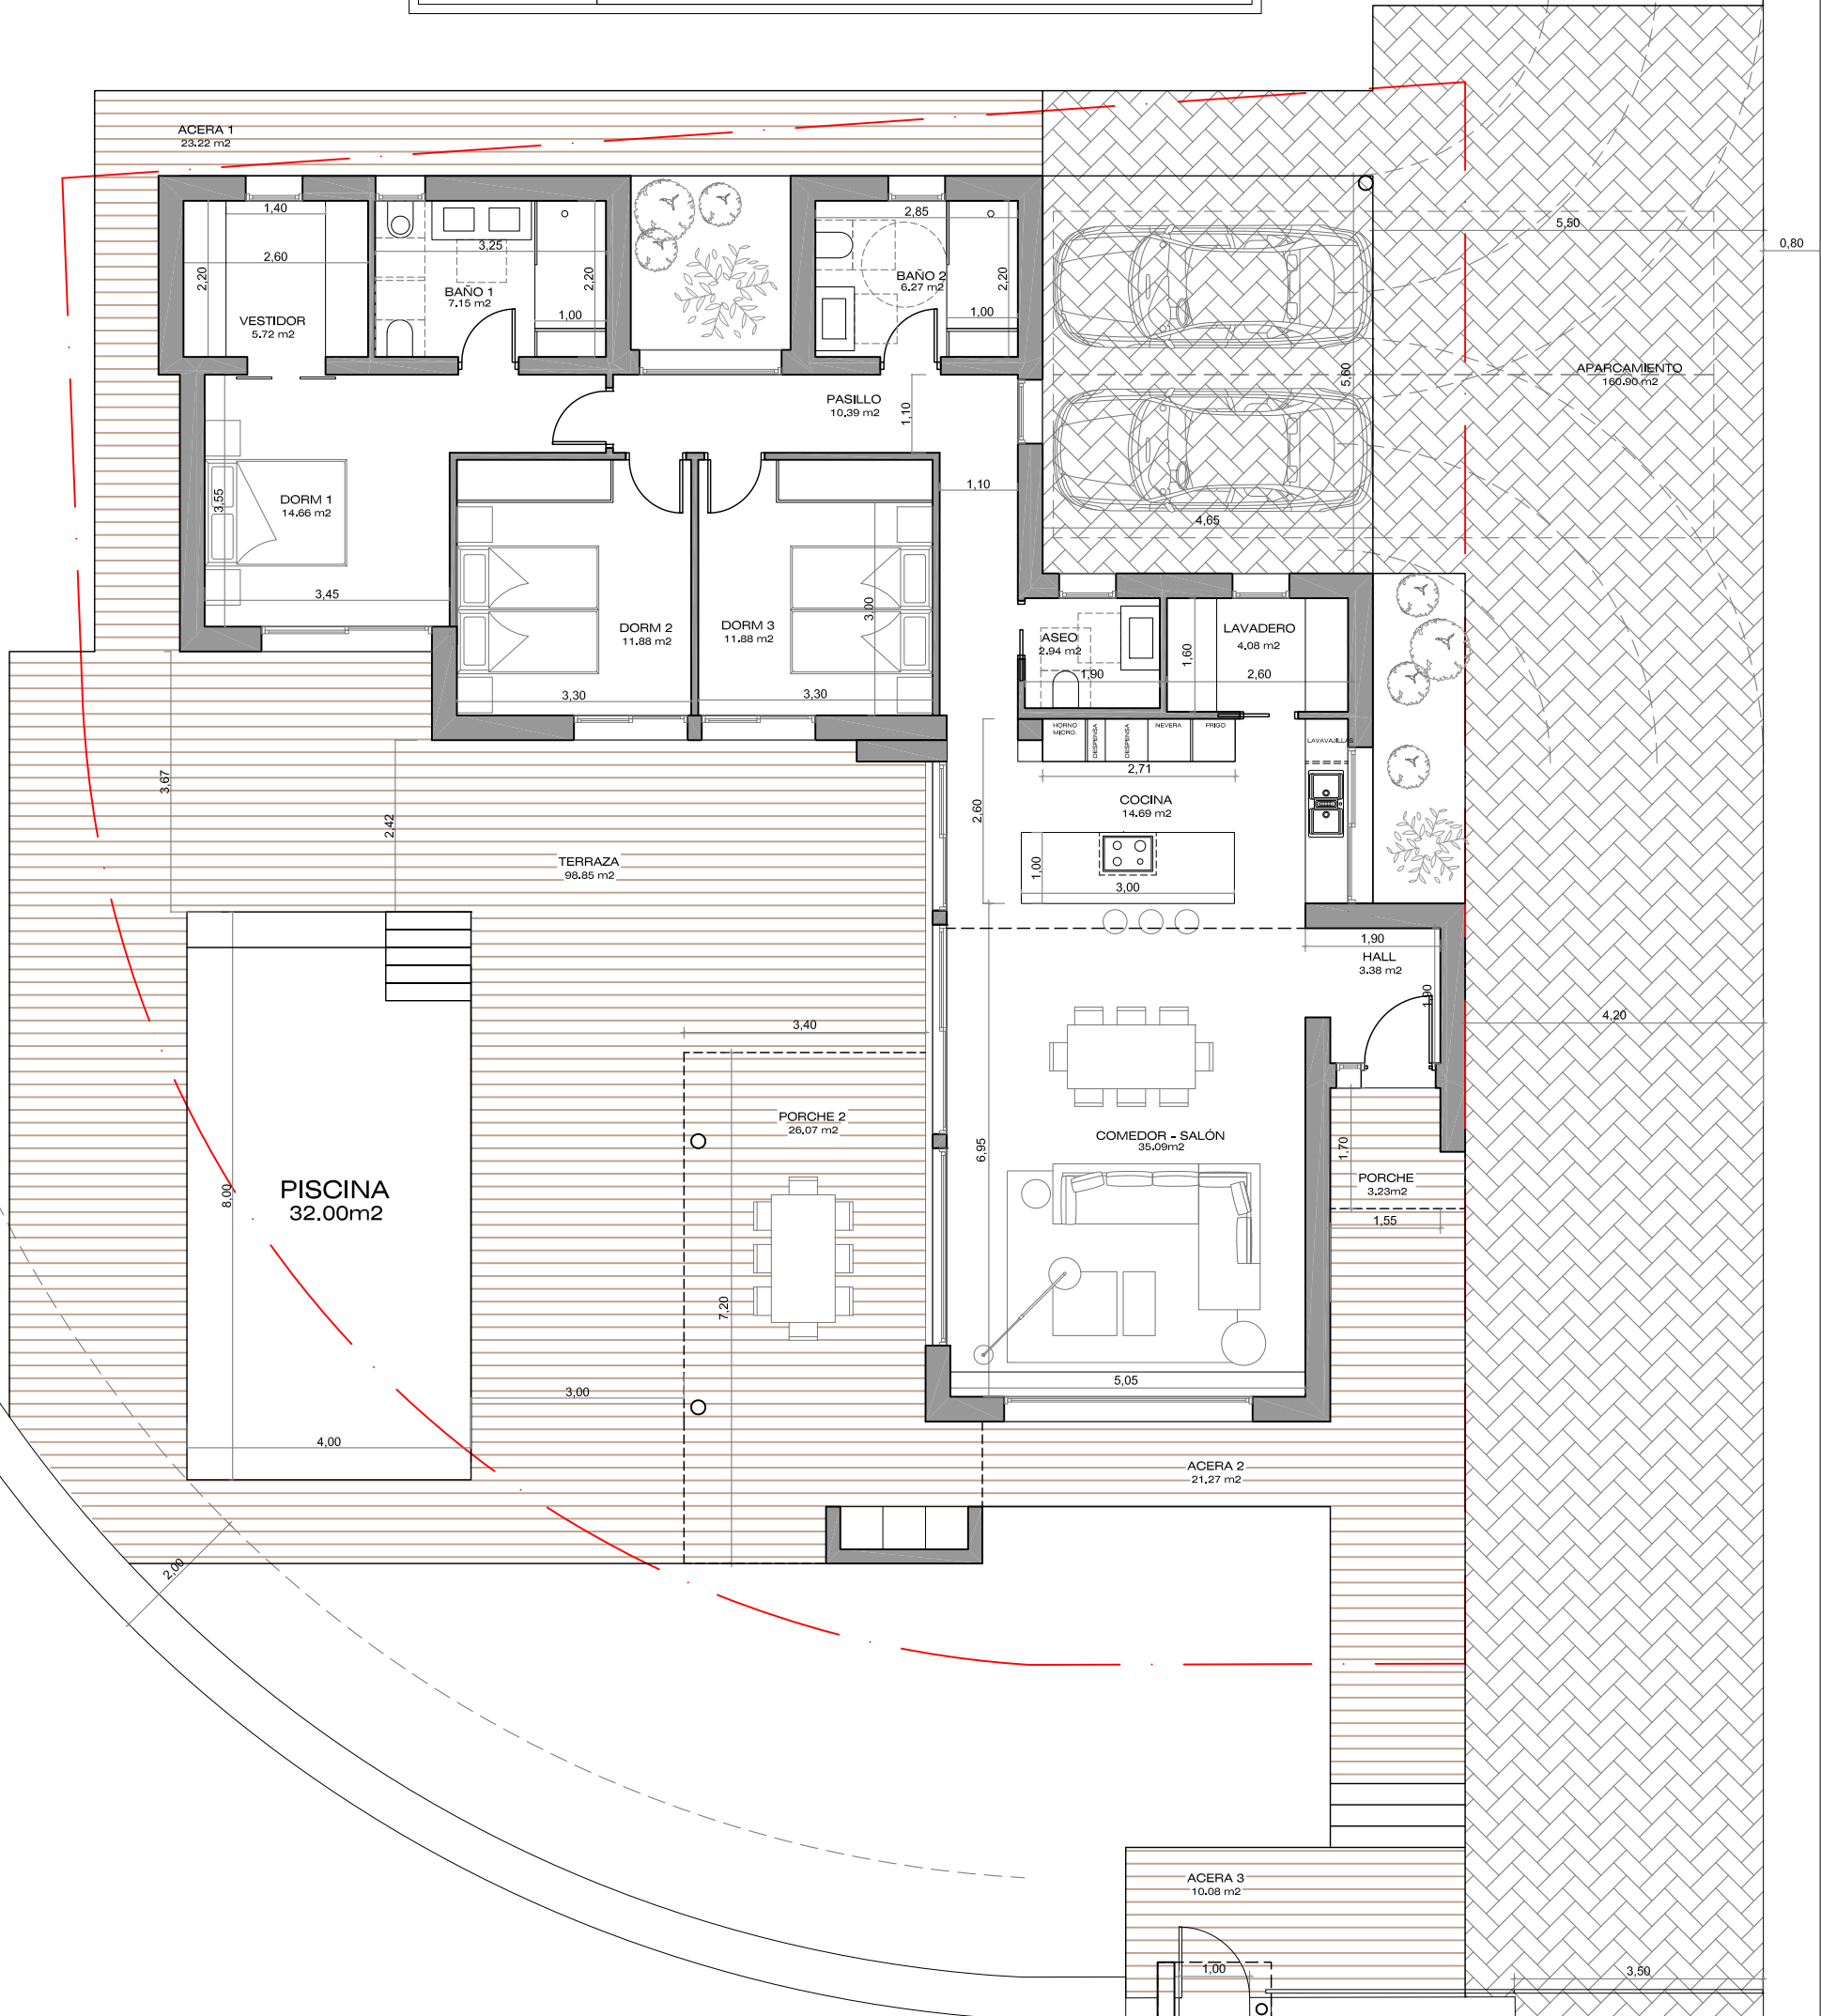 ACERA 1
23.22 m2
1,40
2,60
2,20
VESTIDOR
5.72 m2
3,25
BAÑO 1
7.15 m2
2,20
1,00
2,85
BAÑO 2
6.27 m2
2,20
1,00
5,50
0,80
APARCAMIENTO
160.90 m2
5,60
4,65
PASILLO
10.39 m2
1,10
1,10
DORM 1
14.66 m2
3,55
3,45
DORM 2
11.88 m2
3,30
DORM 3
11.88 m2
3,00
3,30
ASEO
2.94 m2
1,90
LAVADERO
4.08 m2
1,60
2,60
HORNO
MICRO.
DESPENSA
DESPENSA
NEVERA
FRIGO
LAVAVAJILLAS
2,71
COCINA
14.69 m2
2,60
1,00
3,00
3,67
2,42
TERRAZA
98.85 m2
1,90
HALL
3.38 m2
1,90
4,20
3,40
PORCHE 2
26.07 m2
7,20
COMEDOR - SALÓN
35.09m2
6,95
1,70
PORCHE
3.23m2
1,55
PISCINA
32.00m2
8,00
4,00
3,00
5,05
ACERA 2
21.27 m2
2,00
ACERA 3
10.08 m2
1,00
3,50